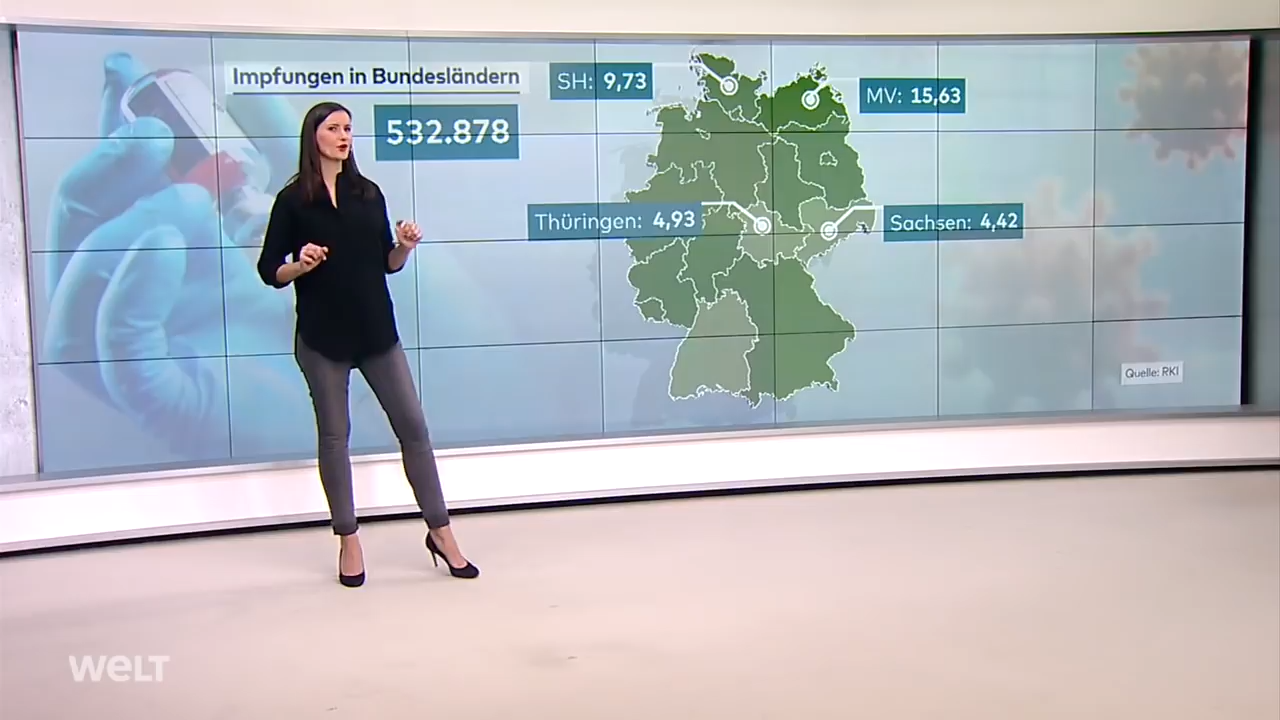 Impfungen in Bundesländern
532.878
SH: 9,73
MV: 15,63
Thüringen: 4,93
Sachsen: 4,42
Quelle: RKI
WELT